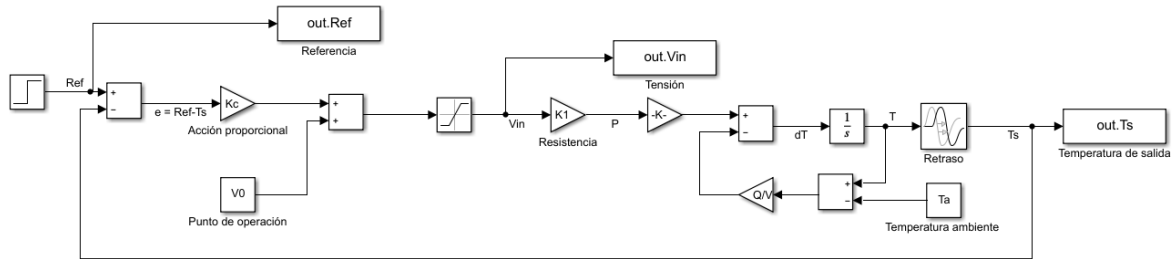 out.Ref
Referencia
Ref
+
−
e = Ref-Ts
Kc
Acción proporcional
+
+
V0
Punto de operación
out.Vin
Tensión
Vin
K1
Resistencia
P
-K-
+
−
dT
1
s
T
Retraso
Ts
out.Ts
Temperatura de salida
Q/V
+
−
Ta
Temperatura ambiente